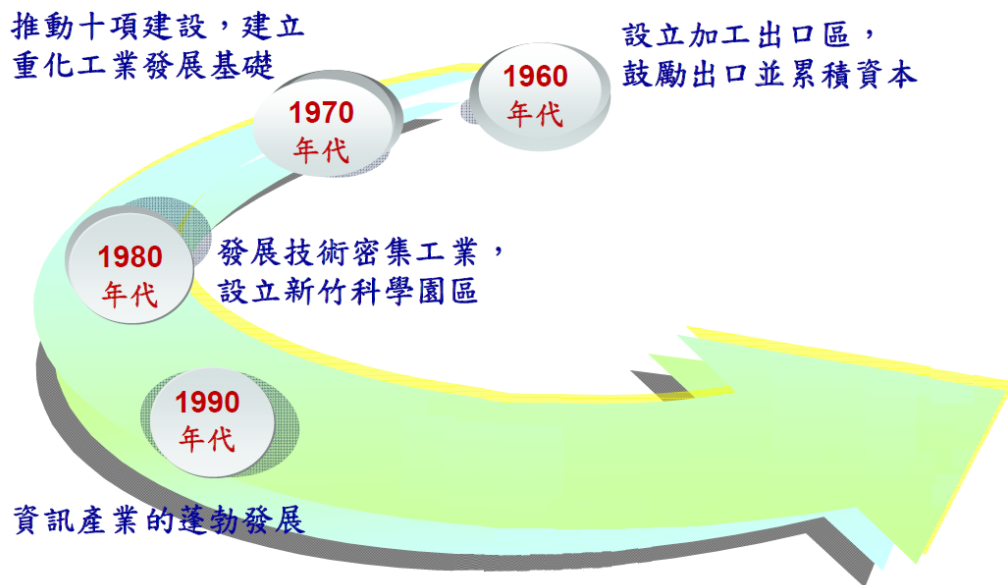 推動十項建設，建立
重化工業發展基礎
1960
年代
設立加工出口區，
鼓勵出口並累積資本
1970
年代
1980
年代
發展技術密集工業，
設立新竹科學園區
1990
年代
資訊產業的蓬勃發展